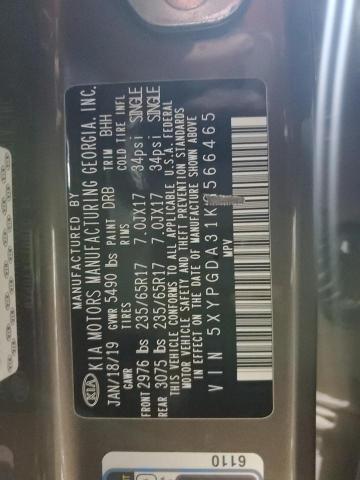 MANUFACTURED BY
KIA KIA MOTORS MANUFACTURING GEORGIA, INC.
JAN/18/19 GVWR 5490 lbs PAINT DRB TRIM BHH
GAWR TIRES RIMS COLD TIRE INFL
FRONT 2976 lbs 235/65R17 7.0JX17 34psi SINGLE
REAR 3075 lbs 235/65R17 7.0JX17 34psi SINGLE
THIS VEHICLE CONFORMS TO ALL APPLICABLE U.S.A. FEDERAL
MOTOR VEHICLE SAFETY AND THEFT PREVENTION STANDARDS
IN EFFECT ON THE DATE OF MANUFACTURE SHOWN ABOVE.
VIN 5XYPGDA31K 566465
MPV
6110